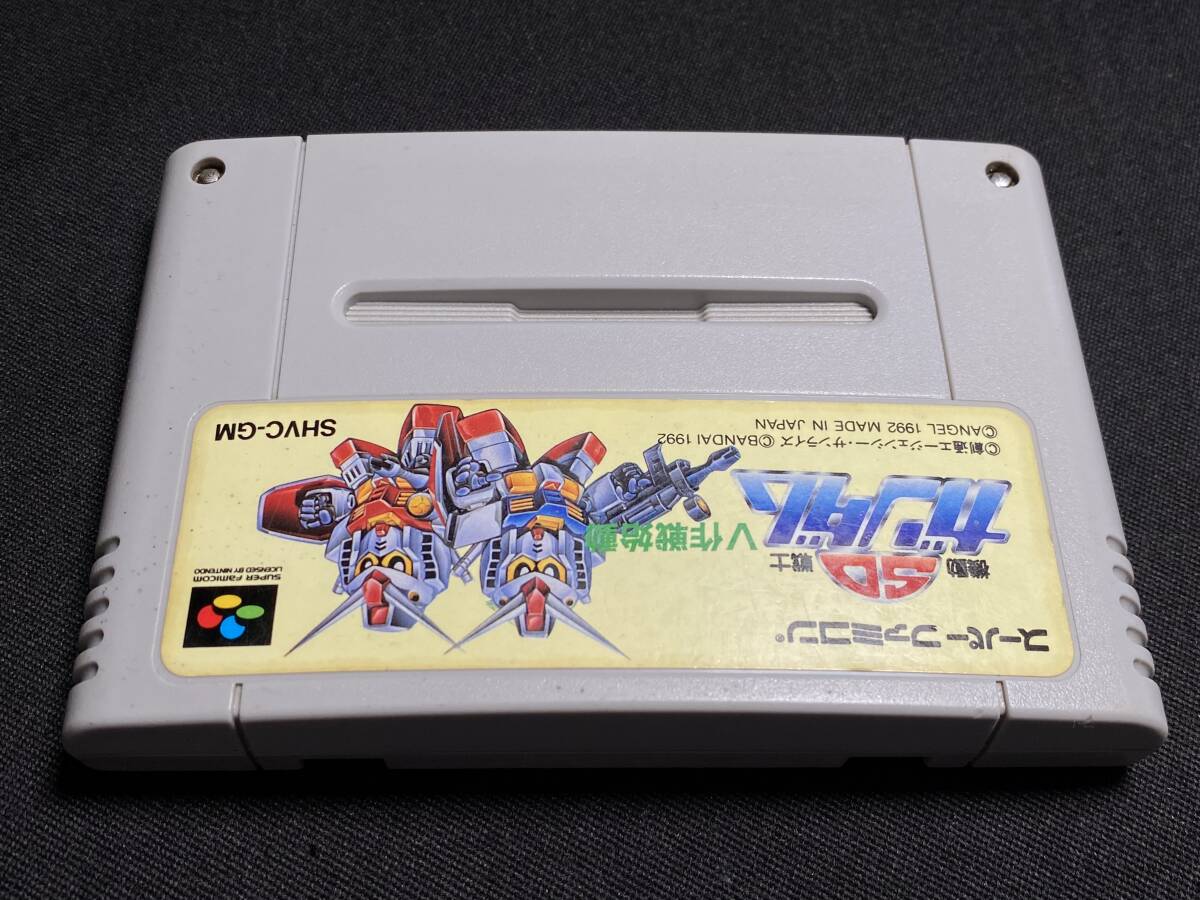 スーパーファミコン®
機動
戦士
SD
ガンダム
V作戦始動
©創通エージェンシー・サンライズ ©BANDAI 1992
©ANGEL 1992 MADE IN JAPAN
SUPER FAMICOM
LICENSED BY NINTENDO
SHVC-GM